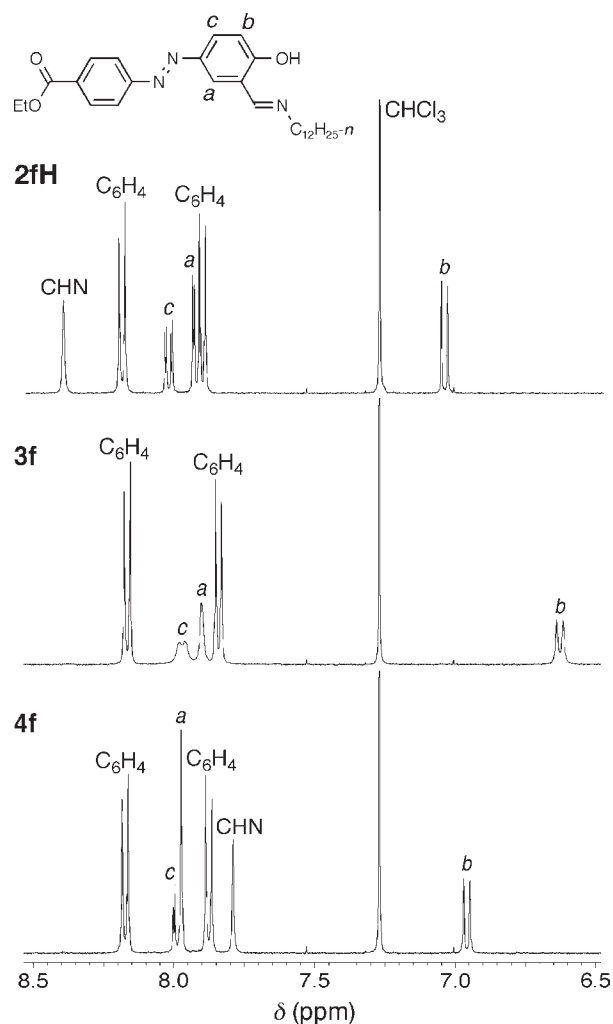 c b
O
N
N
OH
EtO
O
a
N
C12H25-n
CHCl3
2fH
C6H4
C6H4
a
b
CHN
c
3f
C6H4
C6H4
a
c
b
4f
a
C6H4
C6H4
CHN
c
b
8.5 8.0 7.5 7.0 6.5
δ (ppm)